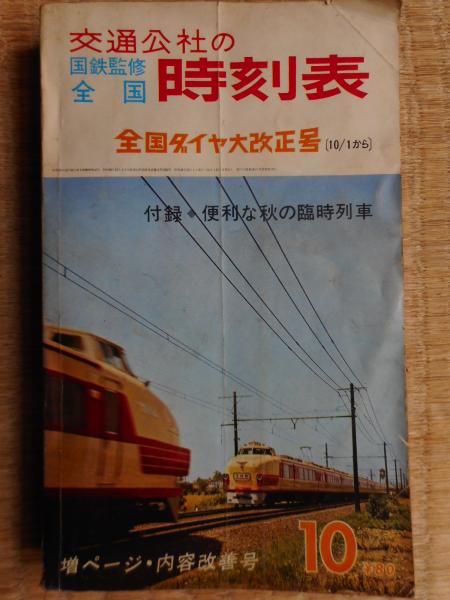 交通公社の
国鉄監修
全国
時刻表
全国ダイヤ大改正号(10/1から)
付録◆便利な秋の臨時列車
増ページ・内容改善号
10
¥180